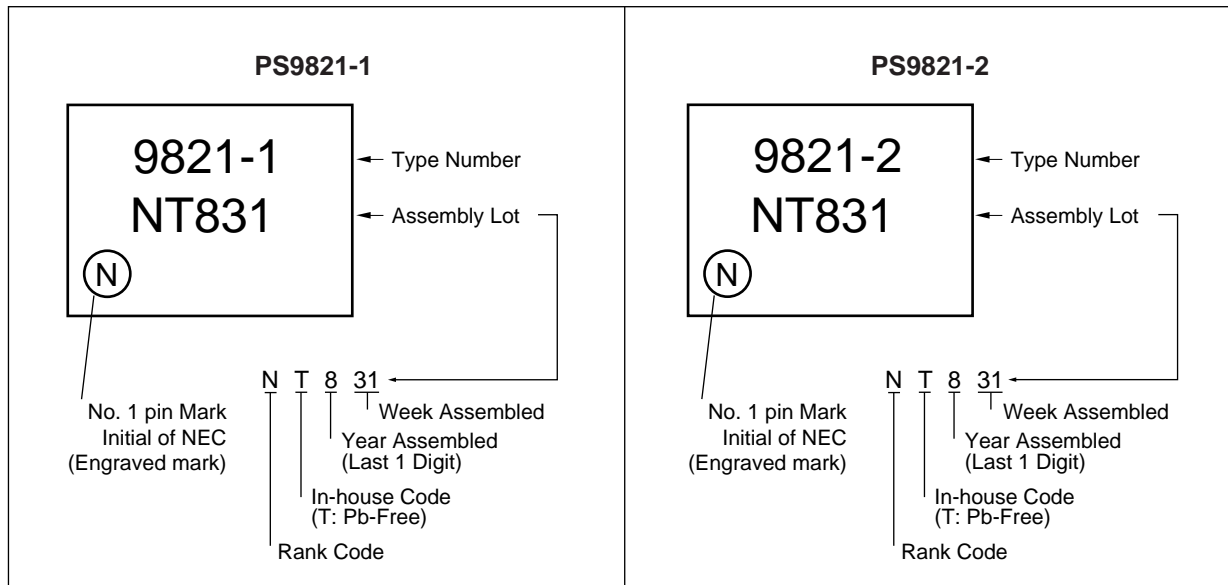 PS9821-1
9821-1
Type Number
NT831
Assembly Lot
N
N T 8 31
No. 1 pin Mark
Initial of NEC
(Engraved mark)
Week Assembled
Year Assembled
(Last 1 Digit)
In-house Code
(T: Pb-Free)
Rank Code
PS9821-2
9821-2
Type Number
NT831
Assembly Lot
N
N T 8 31
No. 1 pin Mark
Initial of NEC
(Engraved mark)
Week Assembled
Year Assembled
(Last 1 Digit)
In-house Code
(T: Pb-Free)
Rank Code